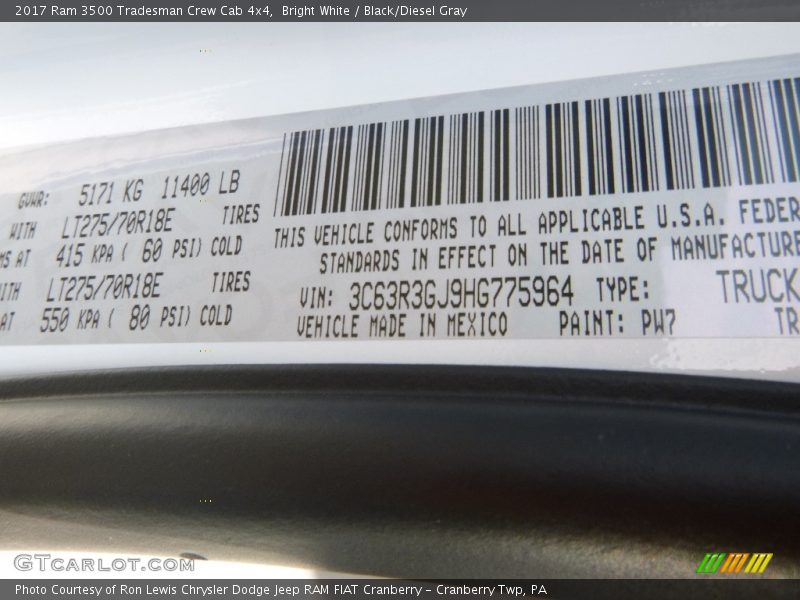 2017 Ram 3500 Tradesman Crew Cab 4x4,  Bright White / Black/Diesel Gray
GVWR: 5171 KG 11400 LB
WITH LT275/70R18E TIRES
MS AT 415 KPA ( 60 PSI) COLD
ITH LT275/70R18E TIRES
AT 550 KPA ( 80 PSI) COLD
THIS VEHICLE CONFORMS TO ALL APPLICABLE U.S.A. FEDER
STANDARDS IN EFFECT ON THE DATE OF MANUFACTURE
VIN: 3C63R3GJ9HG775964 TYPE: TRUCK
VEHICLE MADE IN MEXICO PAINT: PW7 TR
GTCARLOT.COM
Photo Courtesy of Ron Lewis Chrysler Dodge Jeep RAM FIAT Cranberry – Cranberry Twp, PA